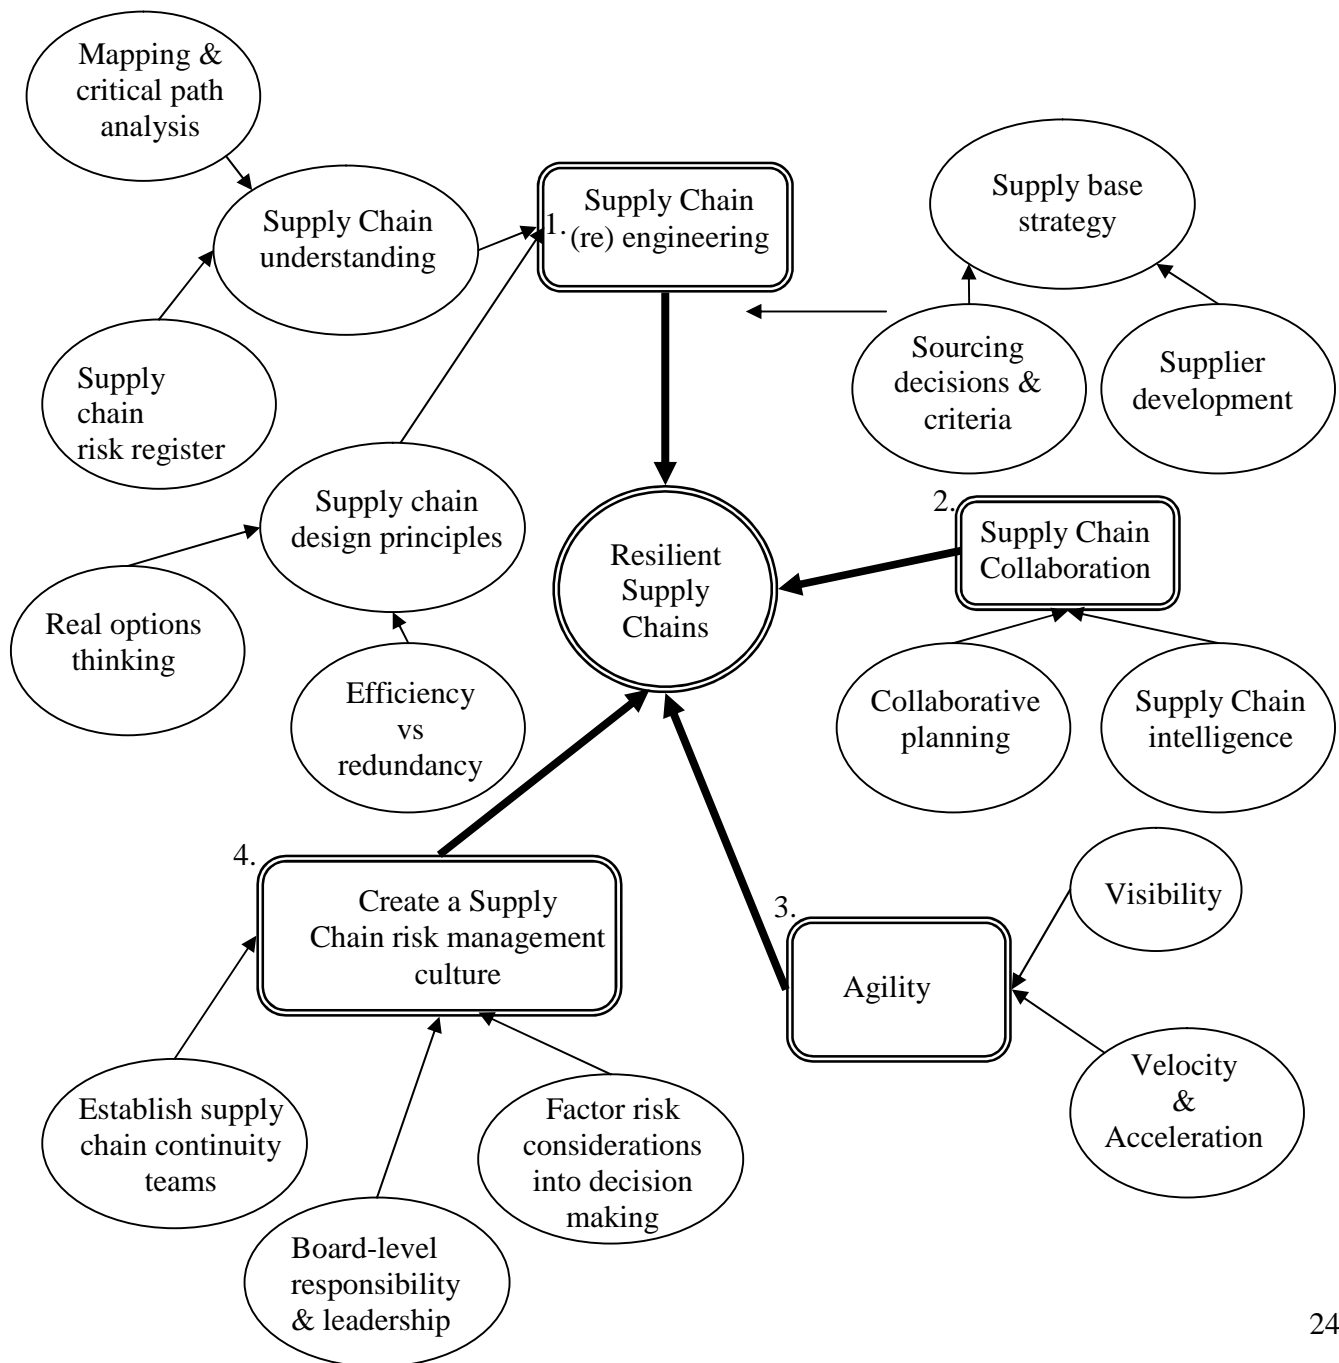 Mapping &
critical path
analysis
Supply Chain
understanding
Supply
chain
risk register
1.
Supply Chain
(re) engineering
Supply base
strategy
Sourcing
decisions &
criteria
Supplier
development
Supply chain
design principles
Real options
thinking
Efficiency
vs
redundancy
Resilient
Supply
Chains
2.
Supply Chain
Collaboration
Collaborative
planning
Supply Chain
intelligence
4.
Create a Supply
Chain risk management
culture
3.
Agility
Visibility
Velocity
&
Acceleration
Establish supply
chain continuity
teams
Factor risk
considerations
into decision
making
Board-level
responsibility
& leadership
24